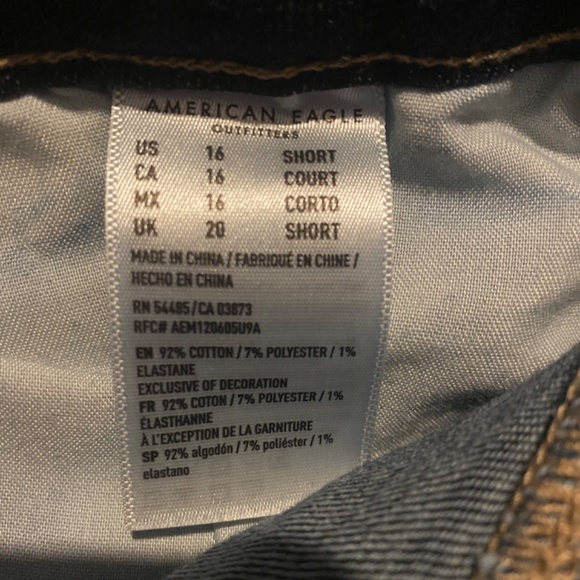 AMERICAN EAGLE
OUTFITTERS
US 16 SHORT
CA 16 COURT
MX 16 CORTO
UK 20 SHORT
MADE IN CHINA / FABRIQUÉ EN CHINE /
HECHO EN CHINA
RN 54485/CA 03873
RFC# AEM120605U9A
EN 92% COTTON / 7% POLYESTER / 1%
ELASTANE
EXCLUSIVE OF DECORATION
FR 92% COTON / 7% POLYESTER / 1%
ÉLASTHANNE
À L'EXCEPTION DE LA GARNITURE
SP 92% algodón / 7% poliéster / 1%
elastano